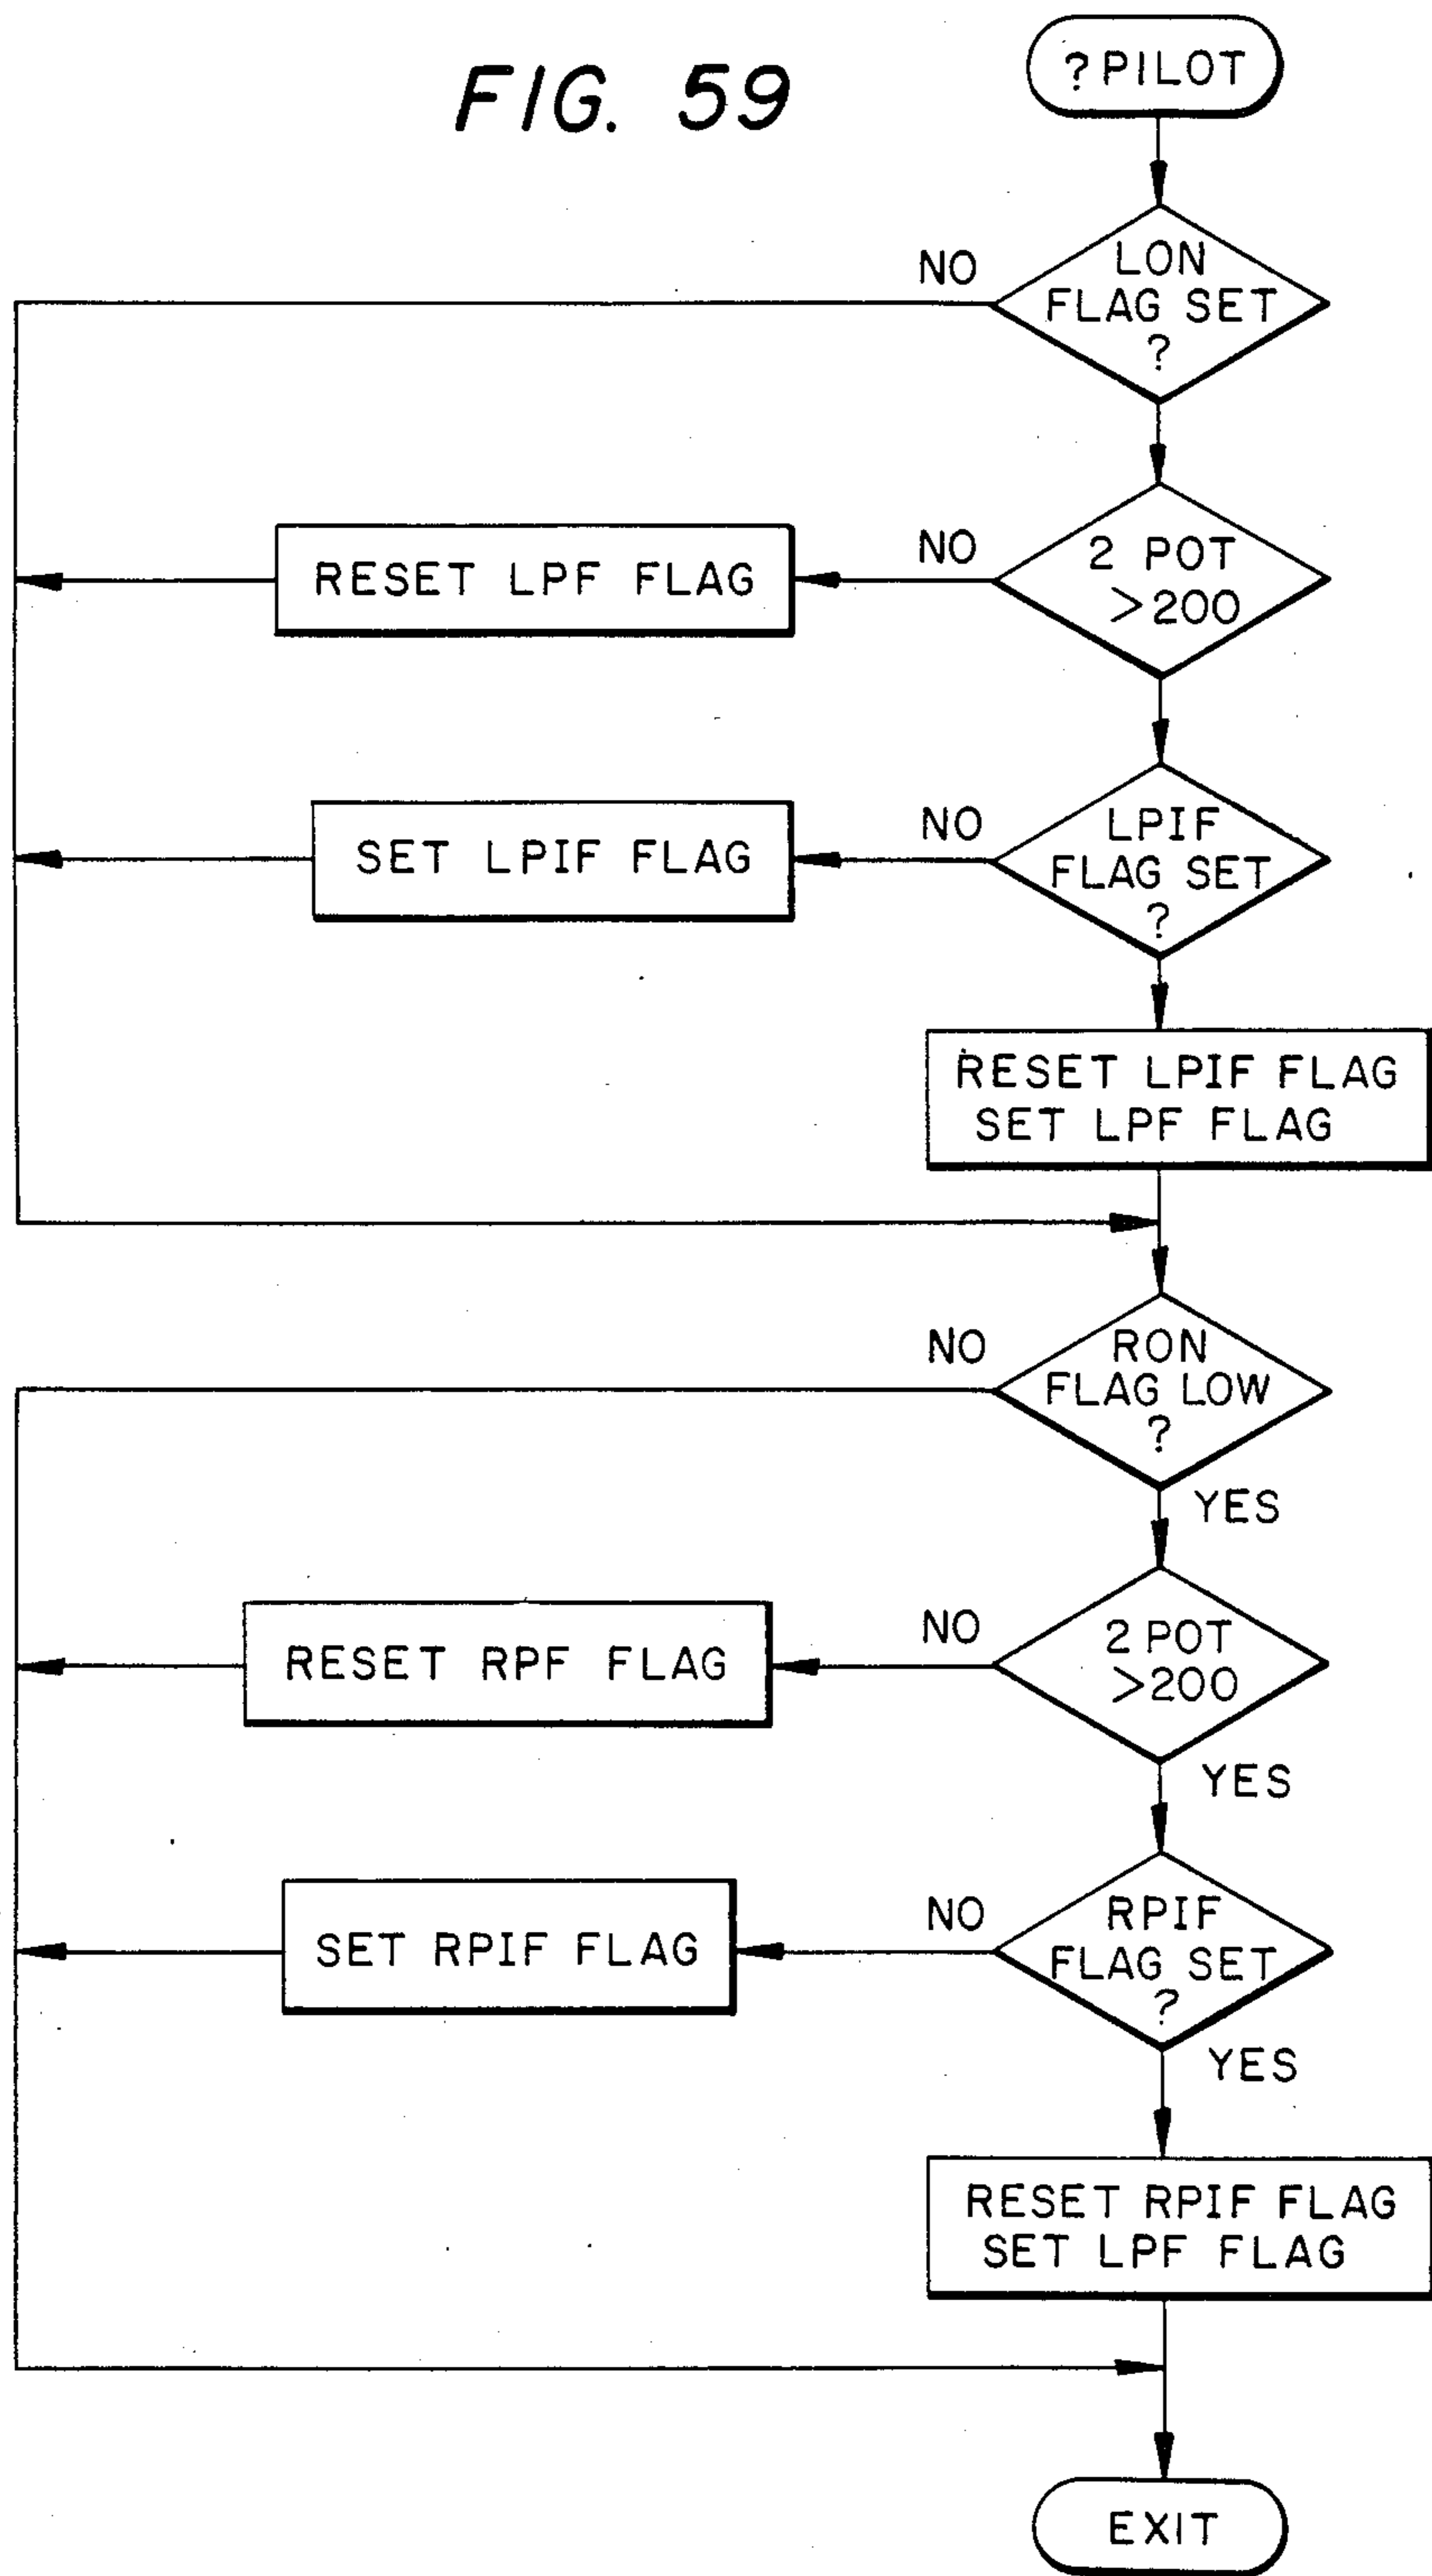 FIG. 59
? PILOT
NO
LON
FLAG SET
?
RESET LPF FLAG
NO
2 POT
>200
SET LPIF FLAG
NO
LPIF
FLAG SET
?
RESET LPIF FLAG
SET LPF FLAG
NO
RON
FLAG LOW
?
YES
RESET RPF FLAG
NO
2 POT
>200
YES
SET RPIF FLAG
NO
RPIF
FLAG SET
?
YES
RESET RPIF FLAG
SET LPF FLAG
EXIT